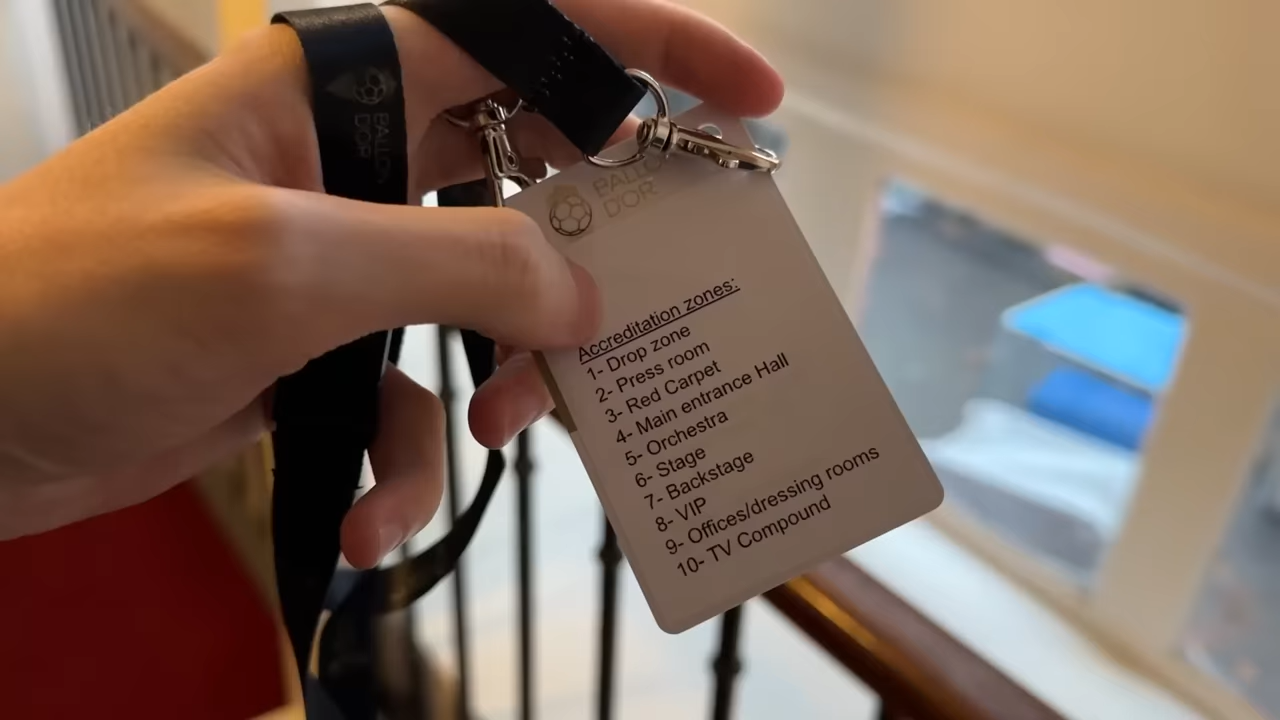 BALLON
D'OR
BALLON
D'OR
Accreditation zones:
1- Drop zone
2- Press room
3- Red Carpet
4- Main entrance Hall
5- Orchestra
6- Stage
7- Backstage
8- VIP
9- Offices/dressing rooms
10- TV Compound